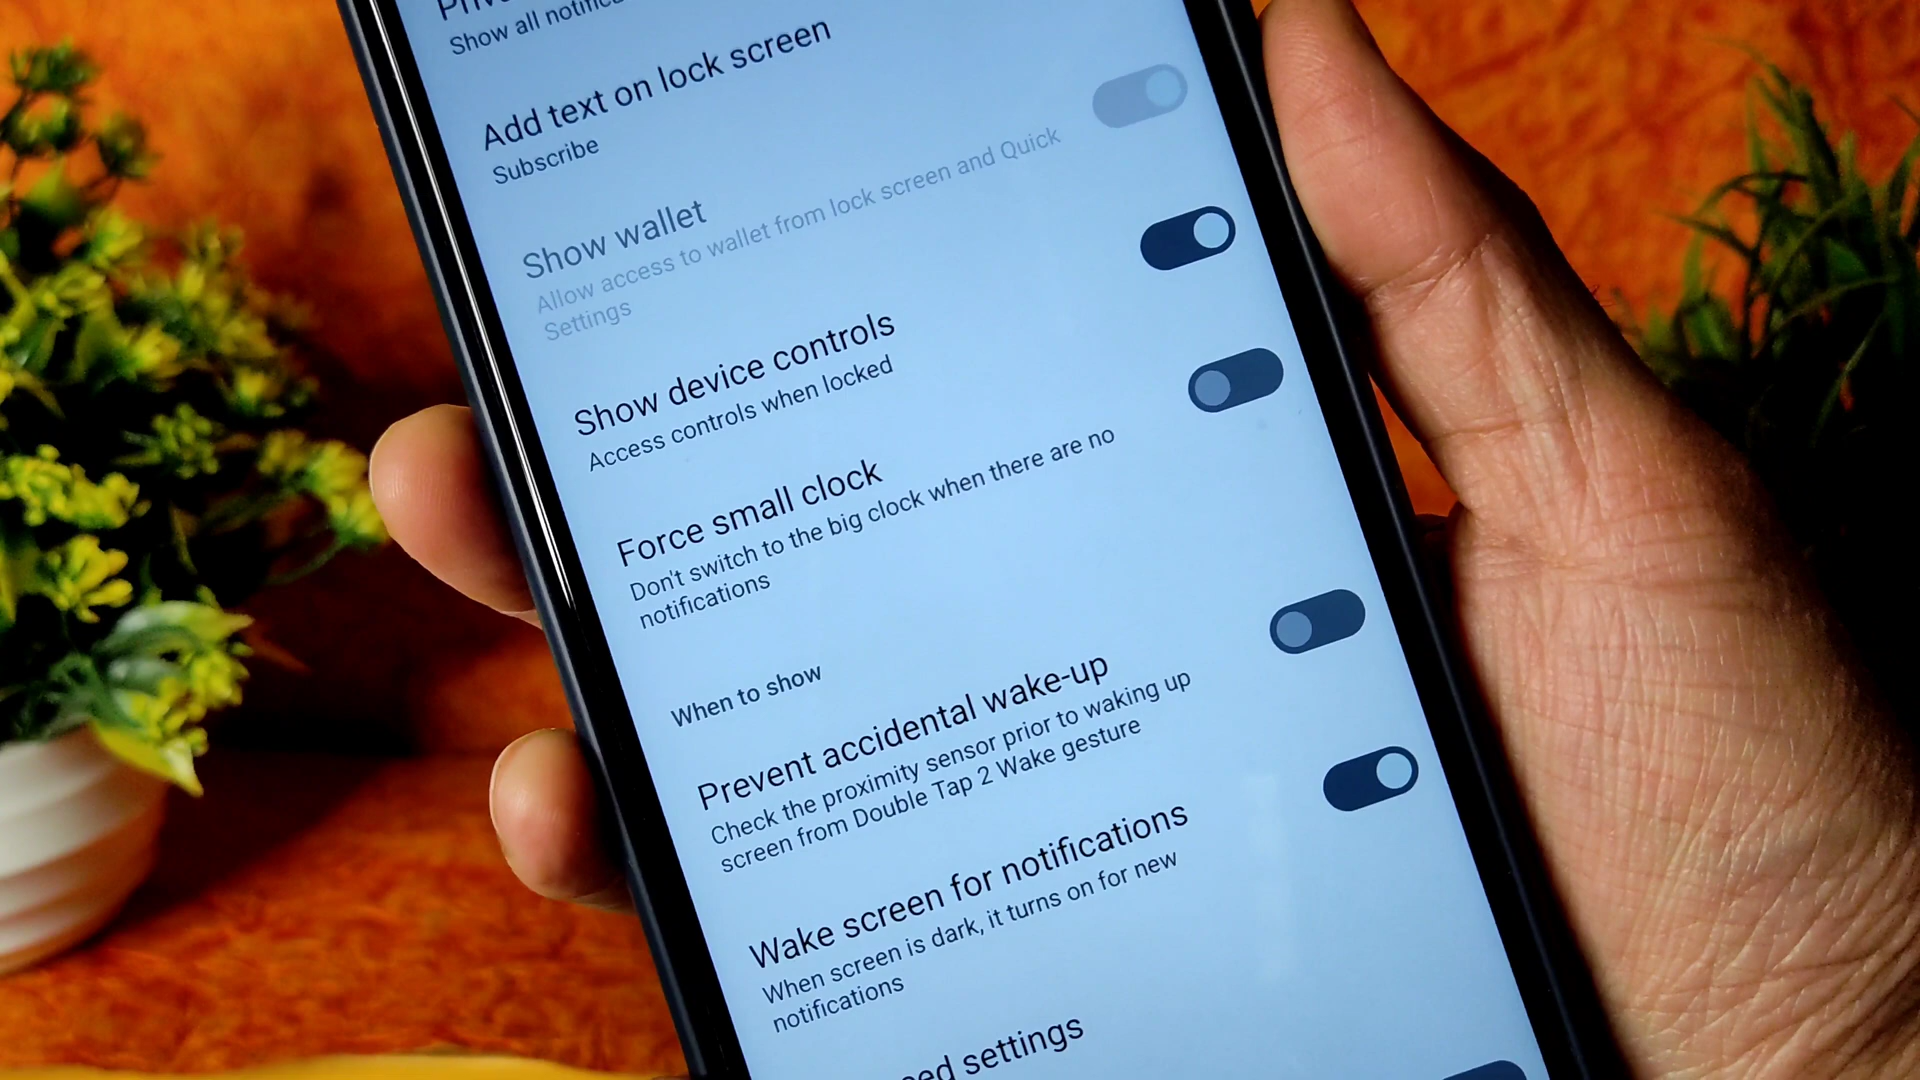 Show all
Add text on lock screen
Subscribe
Show wallet
Allow access to wallet from lock screen and Quick
Settings
Show device controls
Access controls when locked
Force small clock
Don't switch to the big clock when there are no
notifications
When to show
Prevent accidental wake-up
Check the proximity sensor prior to waking up
screen from Double Tap 2 Wake gesture
Wake screen for notifications
When screen is dark, it turns on for new
notifications
settings